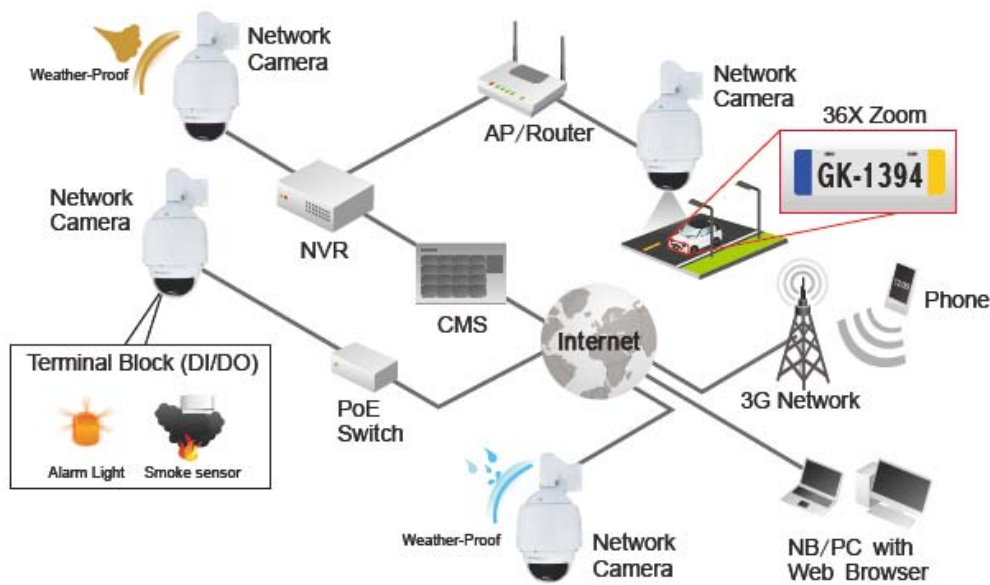 Network
Camera
Weather-Proof
AP/Router
Network
Camera
36X Zoom
GK-1394
Network
Camera
NVR
CMS
Internet
12:00
Phone
3G Network
Terminal Block (DI/DO)
Alarm Light
Smoke sensor
PoE
Switch
Weather-Proof
Network
Camera
NB/PC with
Web Browser